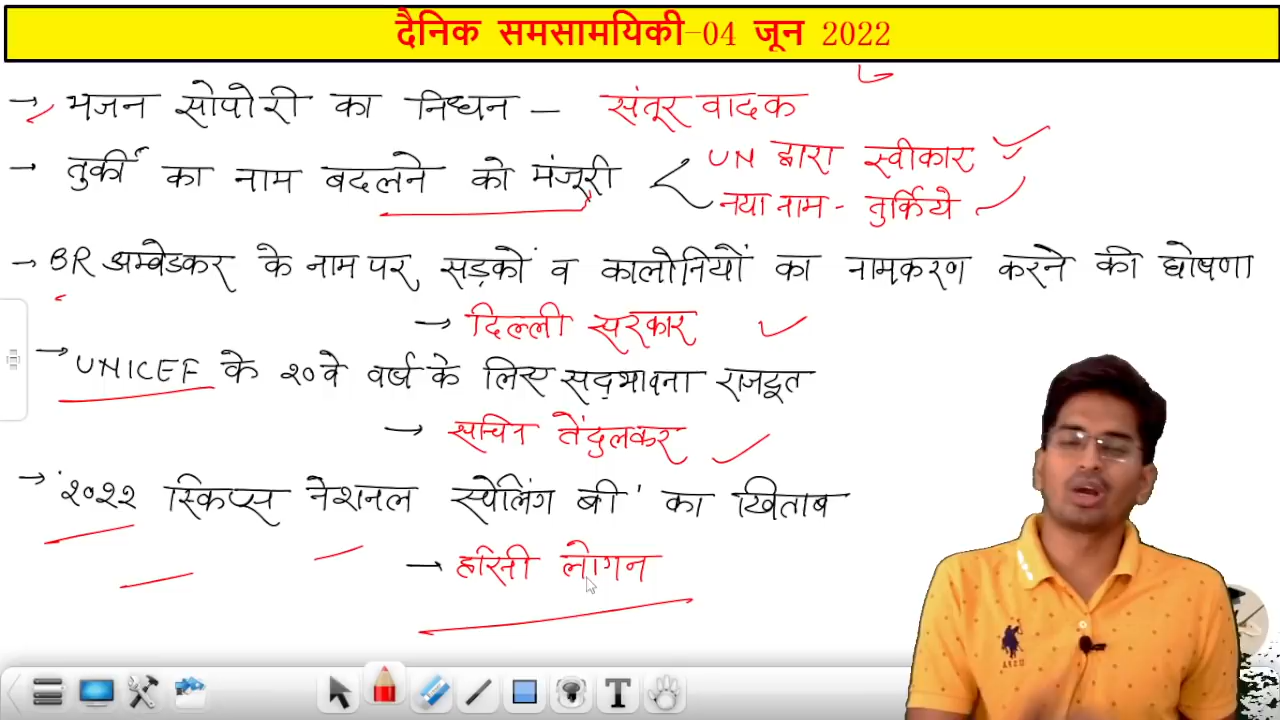 दैनिक समसामयिकी-04 जून 2022
→ भजन सोपोरी का निधन - संतूर वादक
→ तुर्की का नाम बदलने को मंजूरी
UN द्वारा स्वीकार
नया नाम - तुर्किये
→ BR अम्बेडकर के नाम पर सड़कों व कालोनियों का नामकरण करने की घोषणा
→ दिल्ली सरकार
→ UNICEF के २०वे वर्ष के लिए सद्भावना राजदूत
→ सचिन तेंदुलकर
→ '२०२२ स्क्रिप्स नेशनल स्पेलिंग बी' का खिताब
→ हरिनी लोगन